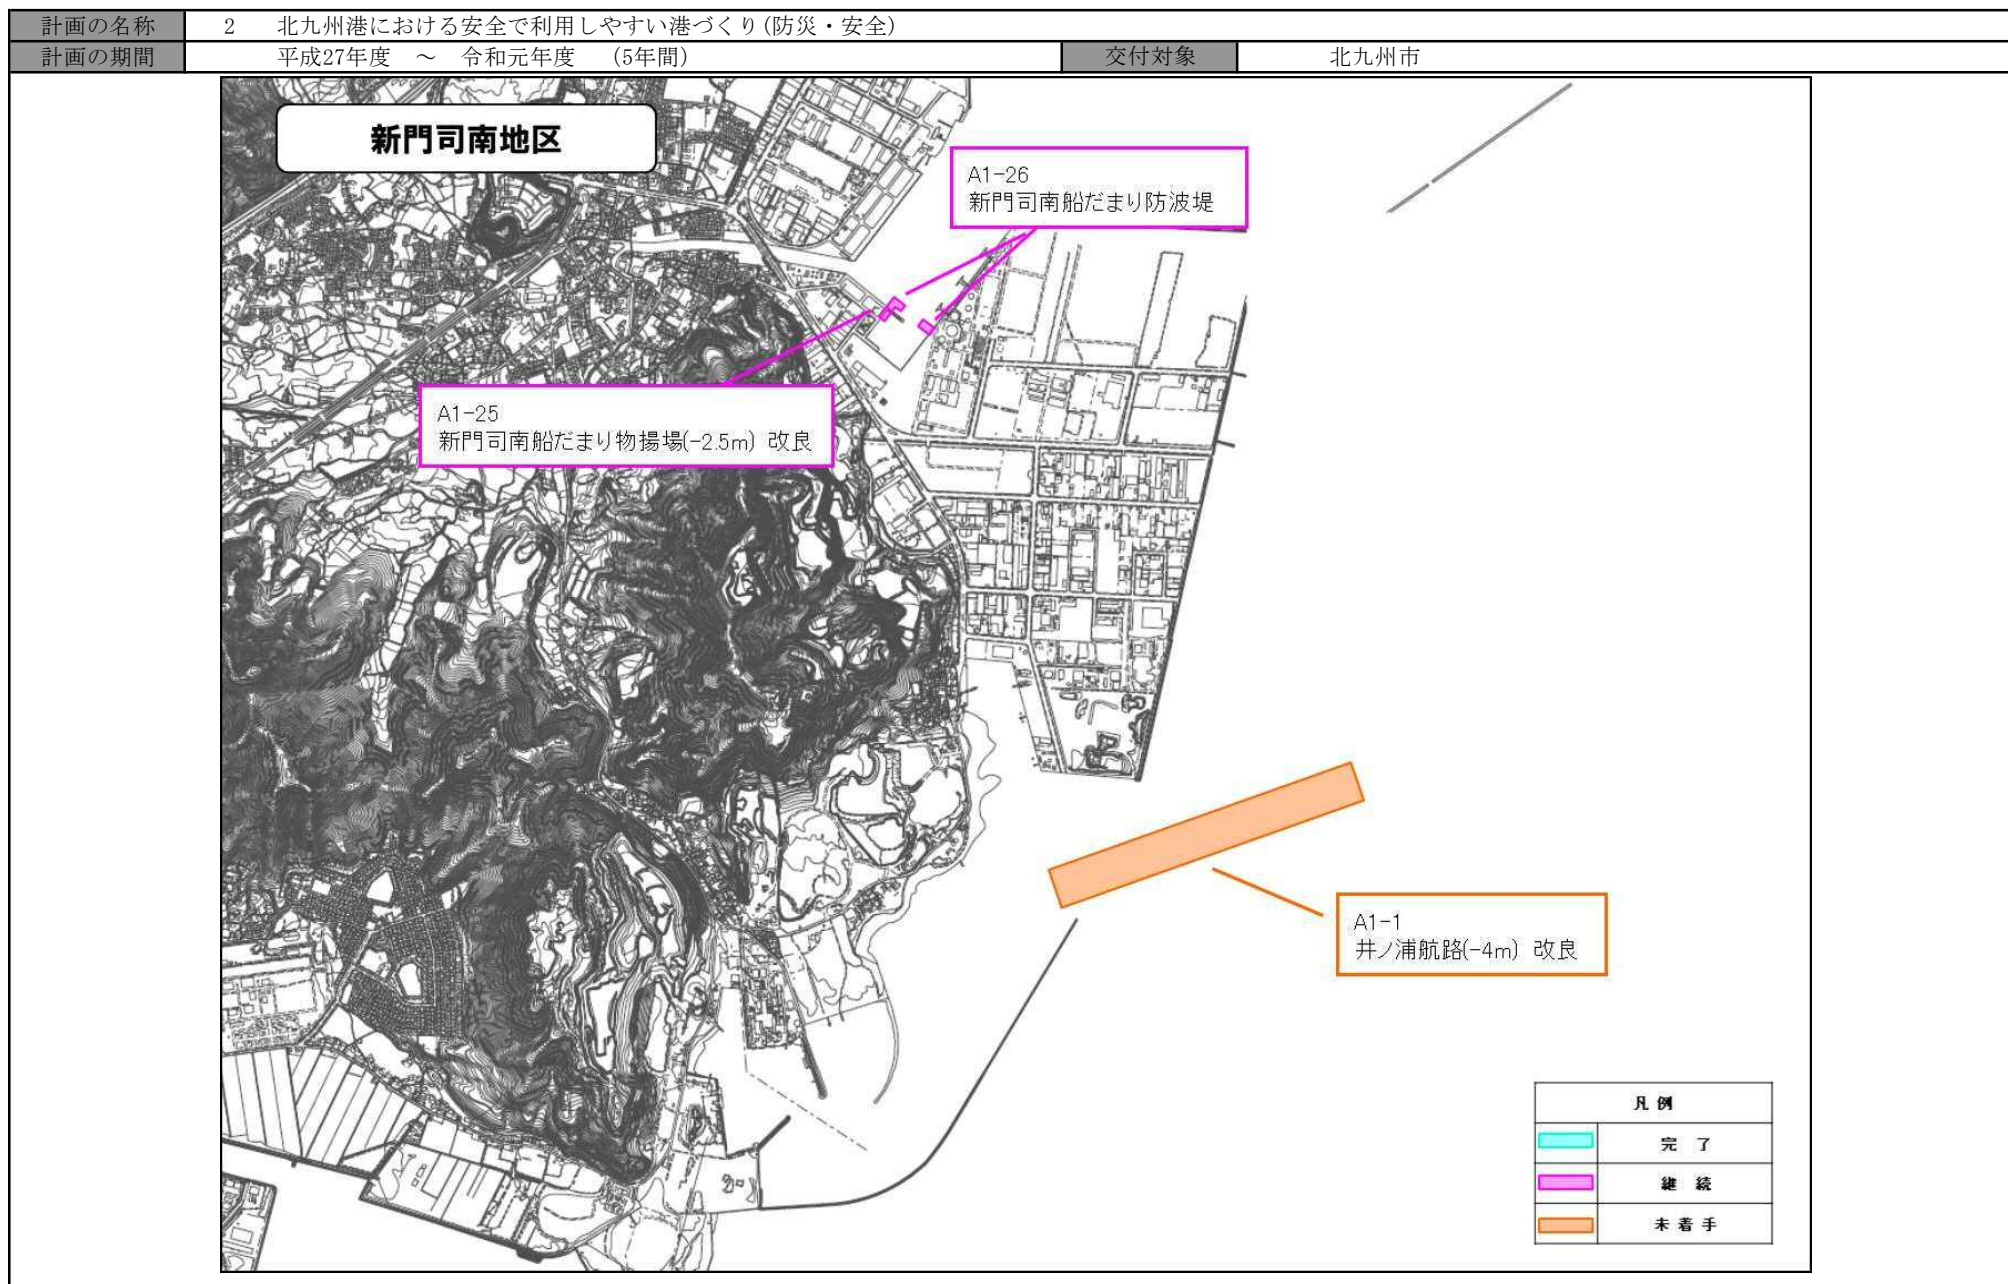 計画の名称 2 北九州港における安全で利用しやすい港づくり(防災・安全)
計画の期間 平成27年度 ~ 令和元年度 (5年間) 交付対象 北九州市
新門司南地区
A1-26
新門司南船だまり防波堤
A1-25
新門司南船だまり物揚場(-2.5m) 改良
A1-1
井ノ浦航路(-4m) 改良
凡 例
完 了
継 続
未 着 手